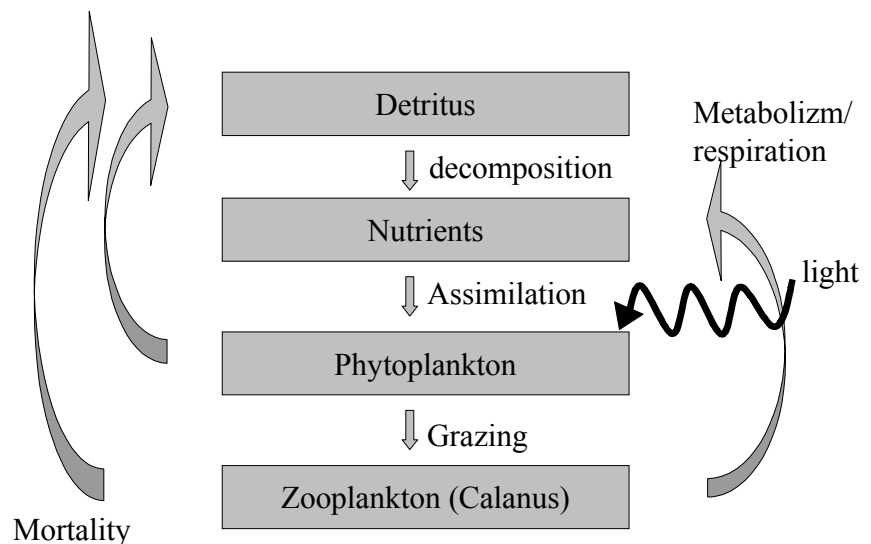 Detritus
Metabolizm/
respiration
decomposition
Nutrients
light
Assimilation
Phytoplankton
Grazing
Zooplankton (Calanus)
Mortality